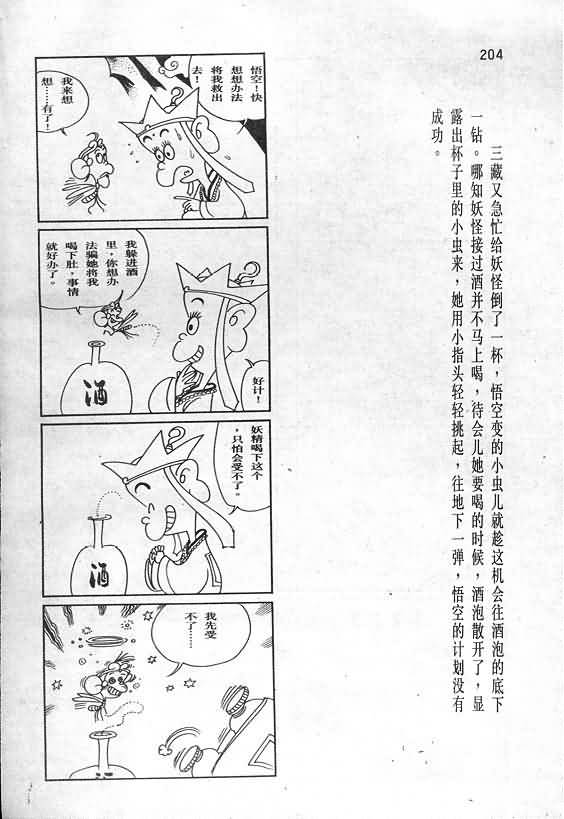 204
三藏又急忙给妖怪倒了一杯，悟空变的小虫儿就趁这机会往酒泡的底下
一钻。哪知妖怪接过酒并不马上喝，待会儿她要喝的时候，酒泡散开了，显
露出杯子里的小虫来，她用小指头轻轻挑起，往地下一弹，悟空的计划没有
成功。
悟空！快
想想办法
将我救出
去！
我来想
想……有了！
我躲进酒
里，你想办
法骗她将我
喝下肚，事情
就好办了。
好计！
酒
妖精喝下这个
，只怕会受不了。
酒
我先受
不了……